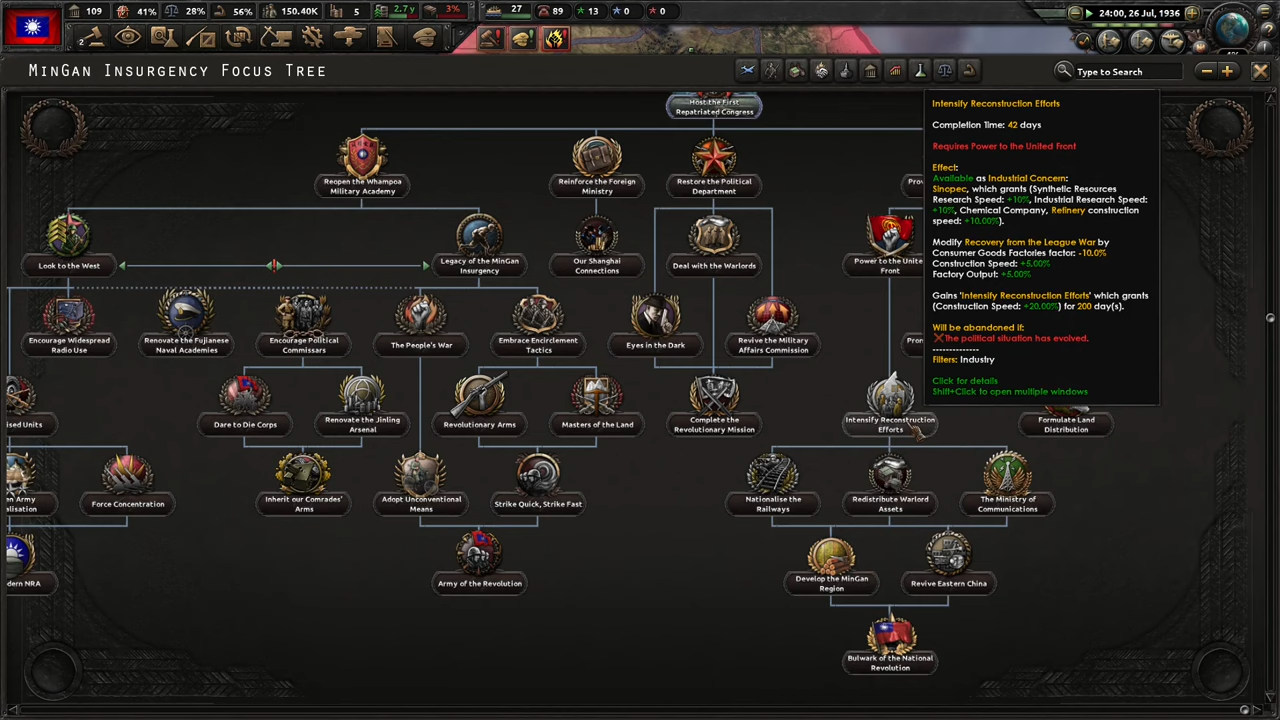 109 41% 28% 56% 150.40K 5 2.7 y 3% 27 89 13 0 0
24:00, 26 Jul, 1936
2
MinGan Insurgency Focus Tree
Type to Search
Host the First
Repatriated Congress
Reopen the Whampoa
Military Academy
Reinforce the Foreign
Ministry
Restore the Political
Department
Look to the West
Legacy of the MinGan
Insurgency
Our Shanghai
Connections
Deal with the Warlords
Power to the United
Front
Encourage Widespread
Radio Use
Renovate the Fujianese
Naval Academies
Encourage Political
Commissars
The People's War
Embrace Encirclement
Tactics
Eyes in the Dark
Revive the Military
Affairs Commission
Dare to Die Corps
Renovate the Jinling
Arsenal
Revolutionary Arms
Masters of the Land
Complete the
Revolutionary Mission
Intensify Reconstruction
Efforts
Formulate Land
Distribution
Force Concentration
Inherit our Comrades'
Arms
Adopt Unconventional
Means
Strike Quick, Strike Fast
Nationalise the
Railways
Redistribute Warlord
Assets
The Ministry of
Communications
Army of the Revolution
Develop the MinGan
Region
Revive Eastern China
Bulwark of the National
Revolution
Intensify Reconstruction Efforts
Completion Time: 42 days
Requires Power to the United Front
Effect:
Available as Industrial Concern:
Sinopec, which grants (Synthetic Resources
Research Speed: +10%, Industrial Research Speed:
+10%, Chemical Company, Refinery construction
speed: +10.00%).
Modify Recovery from the League War by
Consumer Goods Factories factor: -10.0%
Construction Speed: +5.00%
Factory Output: +5.00%
Gains 'Intensify Reconstruction Efforts' which grants
(Construction Speed: +20.00%) for 200 day(s).
Will be abandoned if:
The political situation has evolved.
--------------
Filters: Industry
Click for details
Shift+Click to open multiple windows